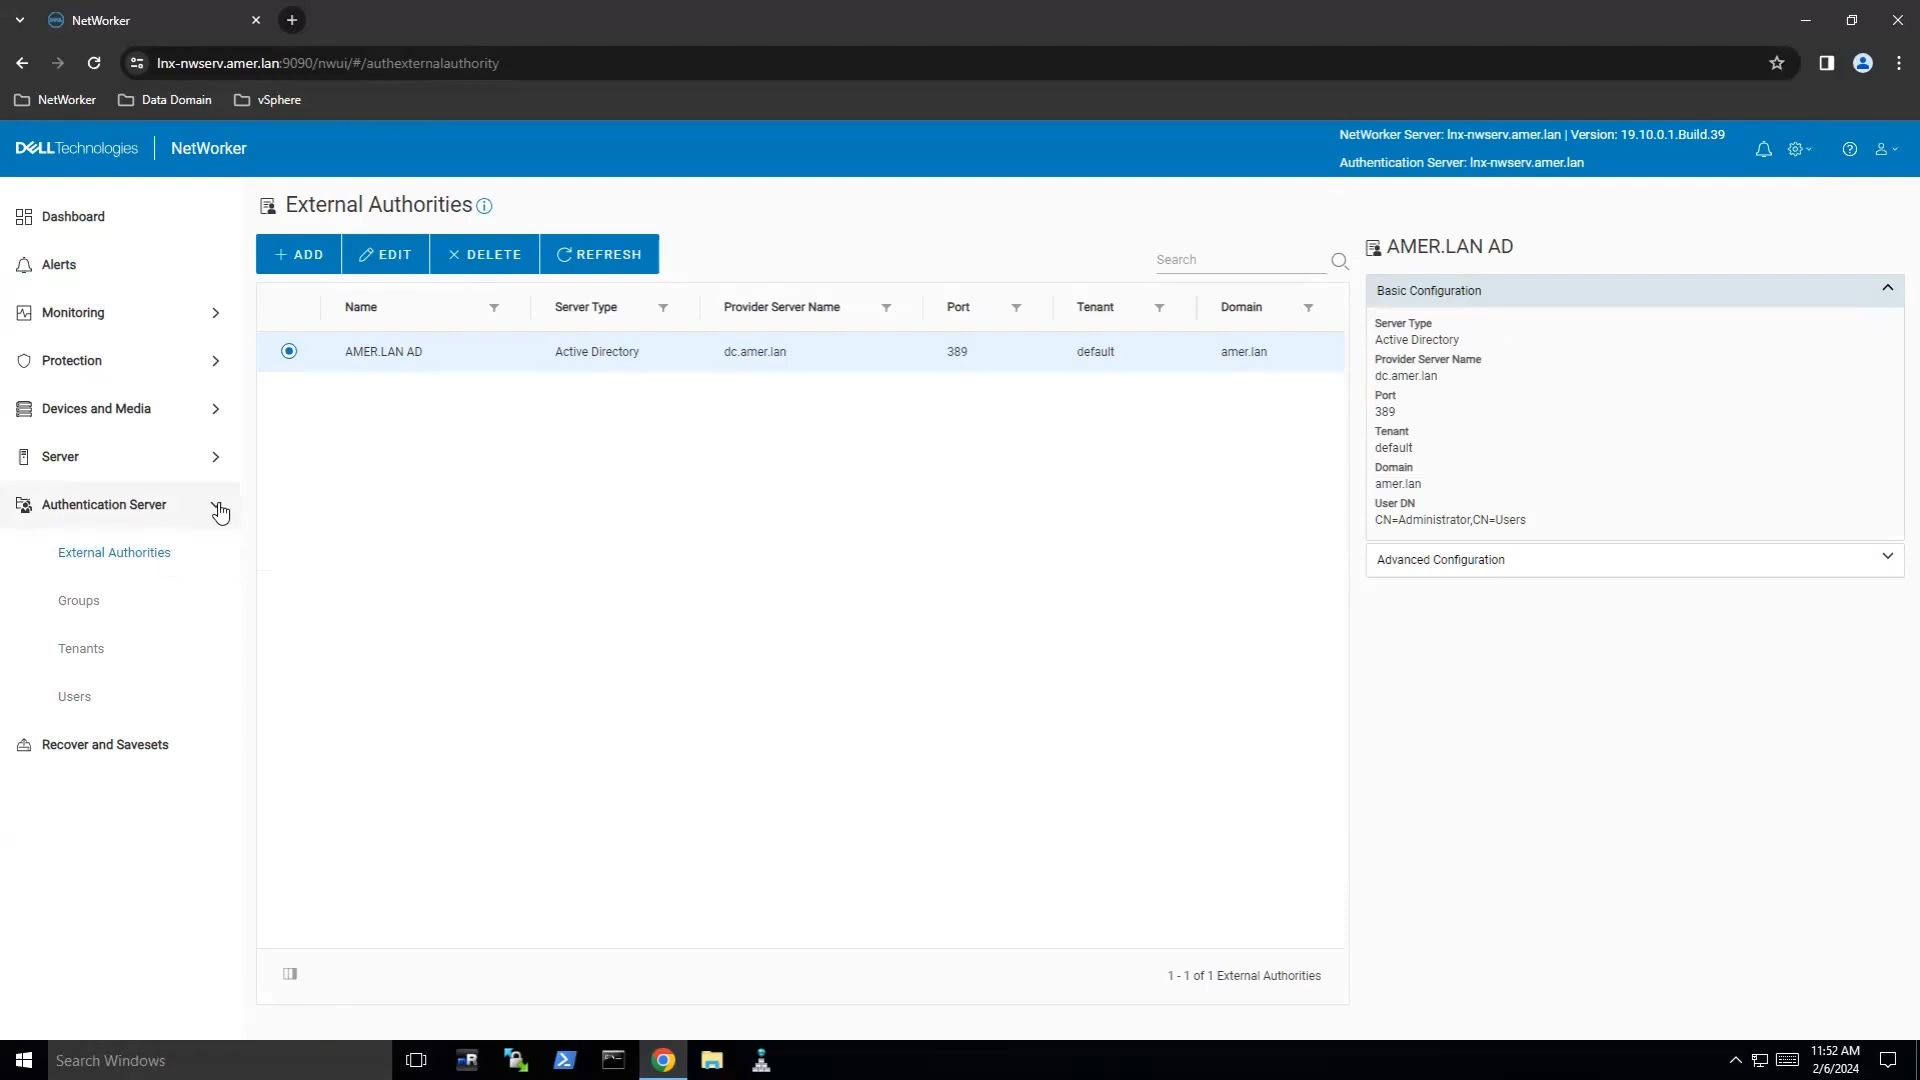 NetWorker
lnx-nwserv.amer.lan:9090/nwui/#/authexternalauthority
NetWorker Data Domain vSphere
DELLTechnologies NetWorker
NetWorker Server: lnx-nwserv.amer.lan | Version: 19.10.0.1.Build.39
Authentication Server: lnx-nwserv.amer.lan
Dashboard
Alerts
Monitoring
Protection
Devices and Media
Server
Authentication Server
External Authorities
Groups
Tenants
Users
Recover and Savesets
External Authorities
ADD EDIT DELETE REFRESH
Search
Name Server Type Provider Server Name Port Tenant Domain
AMER.LAN AD Active Directory dc.amer.lan 389 default amer.lan
1 - 1 of 1 External Authorities
AMER.LAN AD
Basic Configuration
Server Type
Active Directory
Provider Server Name
dc.amer.lan
Port
389
Tenant
default
Domain
amer.lan
User DN
CN=Administrator,CN=Users
Advanced Configuration
Search Windows
11:52 AM
2/6/2024